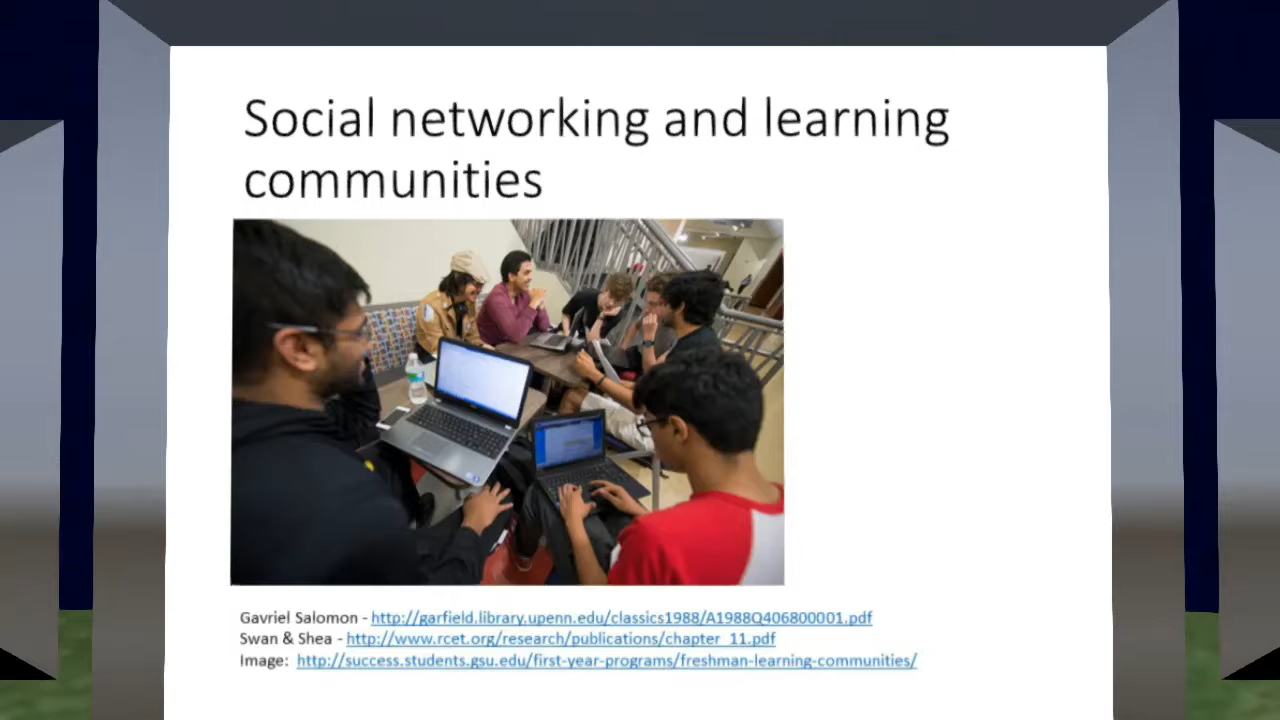 Social networking and learning
communities
Gavriel Salomon - http://garfield.library.upenn.edu/classics1988/A1988Q406800001.pdf
Swan & Shea - http://www.rcet.org/research/publications/chapter_11.pdf
Image: http://success.students.gsu.edu/first-year-programs/freshman-learning-communities/